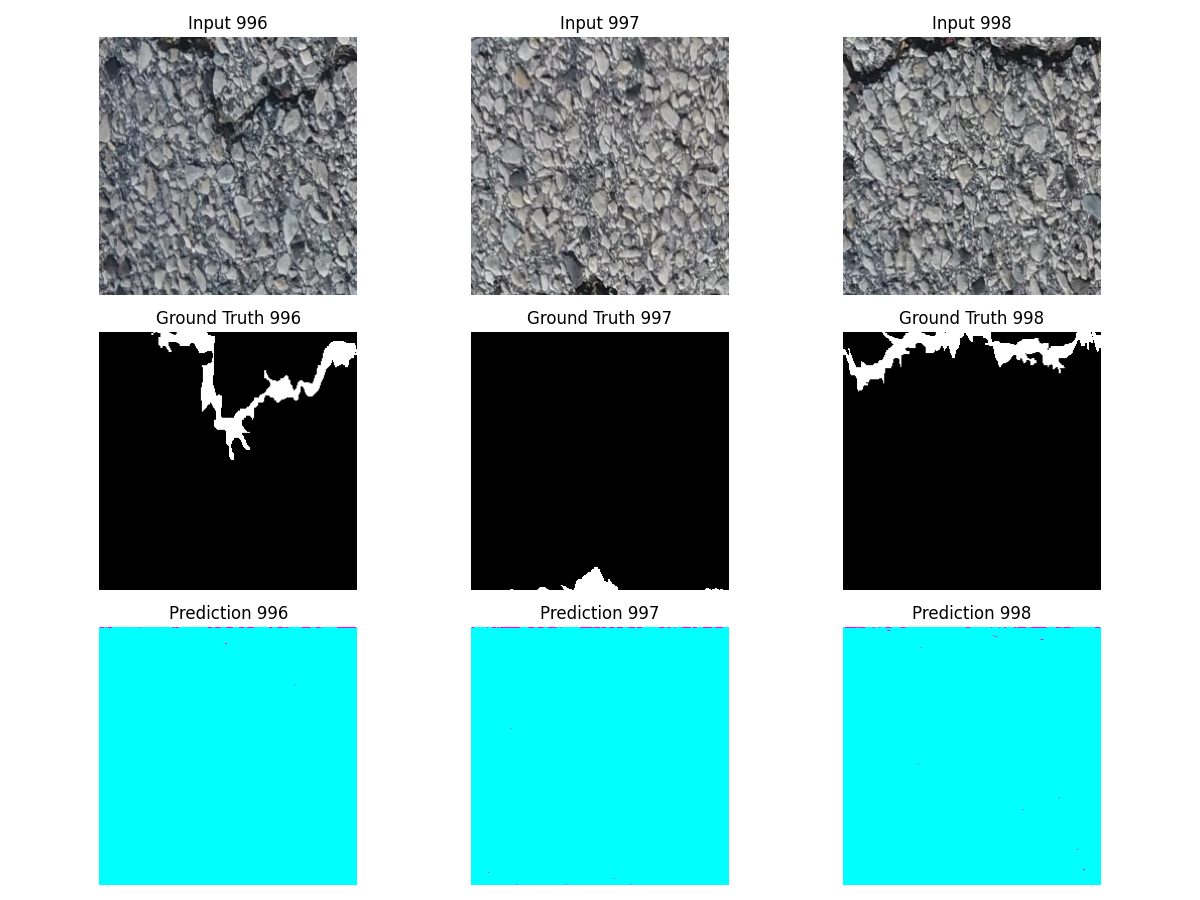 Input 996
Input 997
Input 998
Ground Truth 996
Ground Truth 997
Ground Truth 998
Prediction 996
Prediction 997
Prediction 998